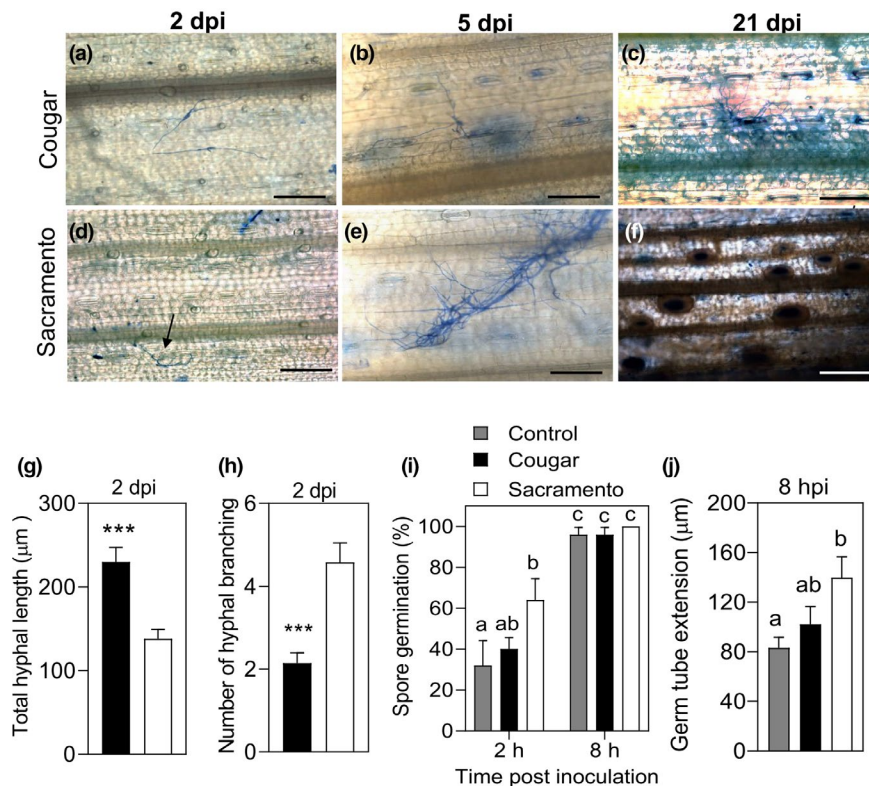 2 dpi
5 dpi
21 dpi
Cougar
(a)
(b)
(c)
Sacramento
(d)
(e)
(f)
Control
Cougar
Sacramento
(g)
2 dpi
Total hyphal length (μm )
300
200
100
0
***
(h)
2 dpi
Number of hyphal branching
6
4
2
0
***
(i)
Spore germination (%)
100
80
60
40
20
0
a
ab
b
c
c
c
2 h
8 h
Time post inoculation
(j)
8 hpi
Germ tube extension (μm)
200
160
120
80
40
0
a
ab
b